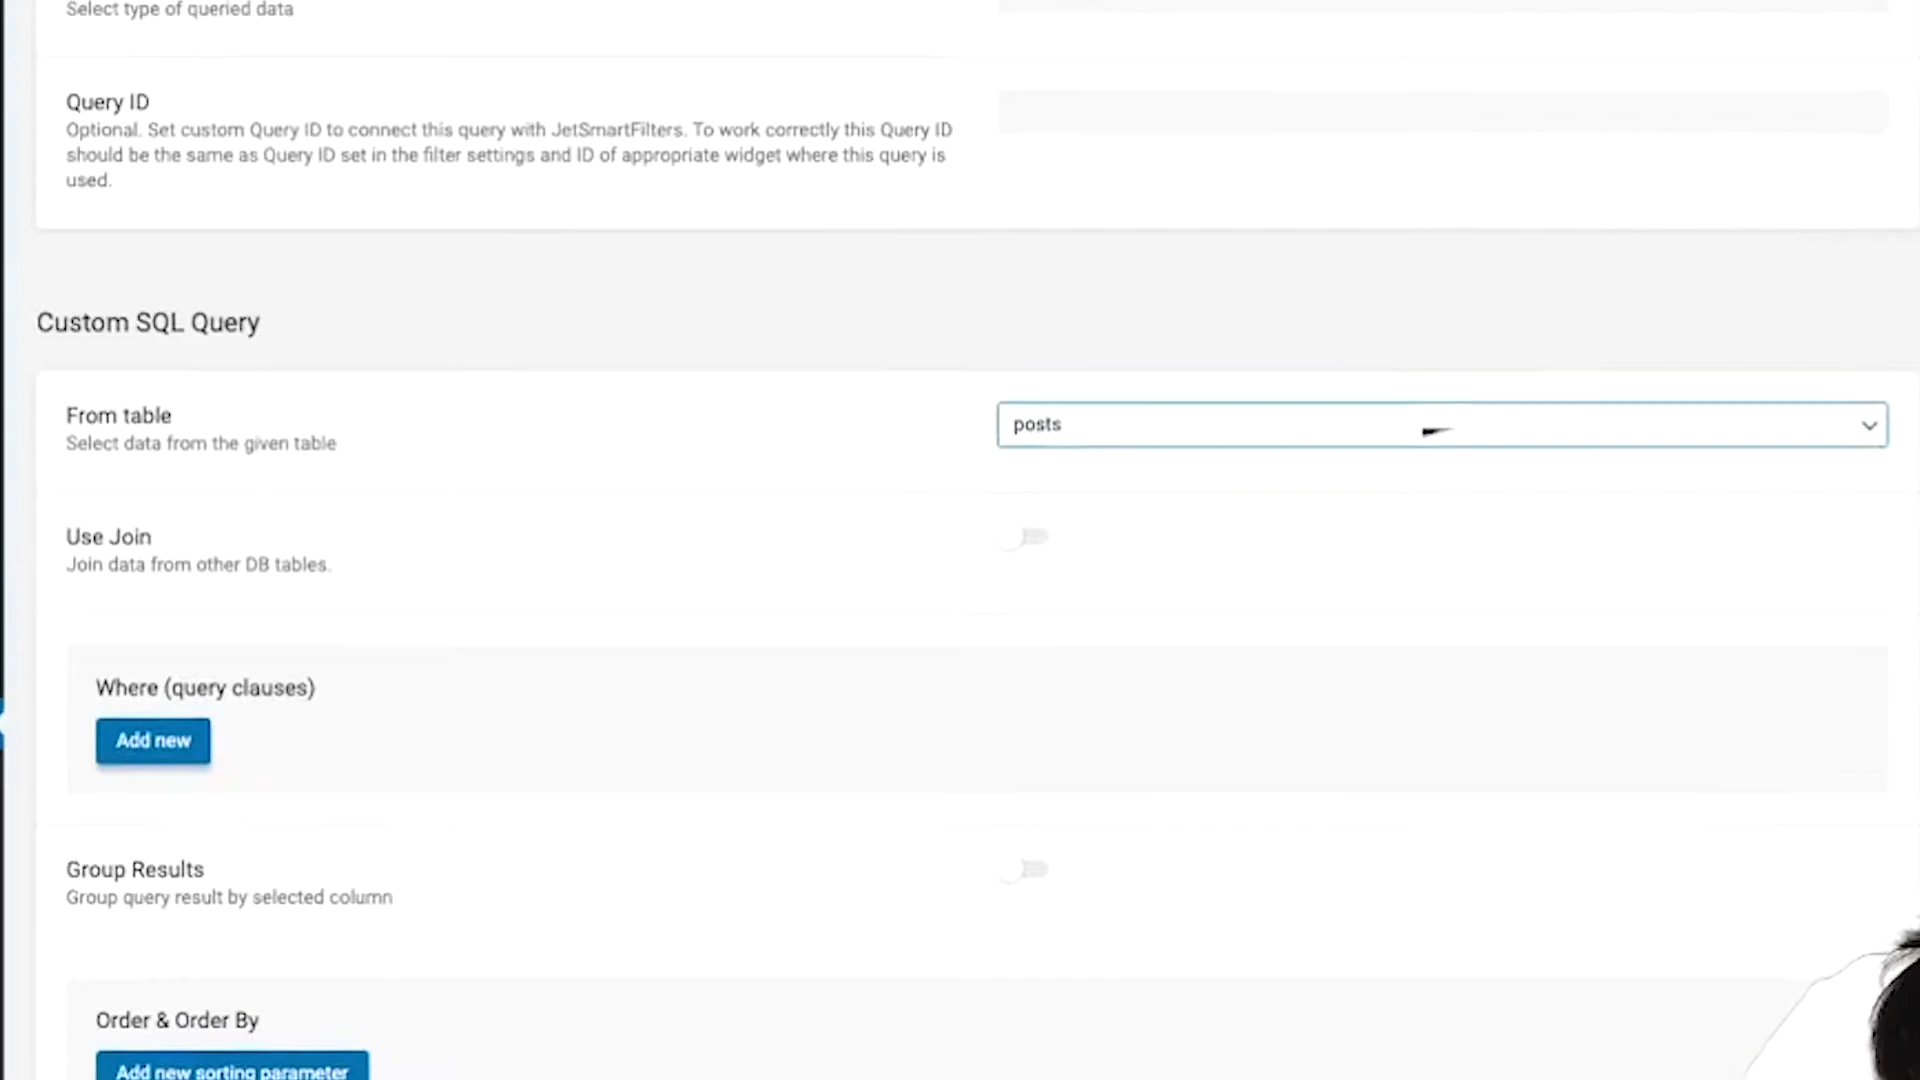 Select type of queried data
Query ID
Optional. Set custom Query ID to connect this query with JetSmartFilters. To work correctly this Query ID
should be the same as Query ID set in the filter settings and ID of appropriate widget where this query is
used.
Custom SQL Query
From table
Select data from the given table
posts
Use Join
Join data from other DB tables.
Where (query clauses)
Add new
Group Results
Group query result by selected column
Order & Order By
Add new sorting parameter